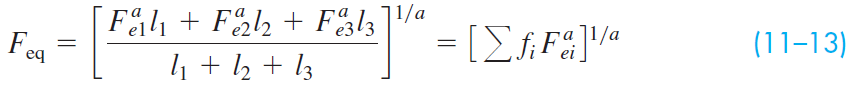 F_eq = [ (F_e1^a l_1 + F_e2^a l_2 + F_e3^a l_3) / (l_1 + l_2 + l_3) ]^{1/a} = [ ∑ f_i F_ei^a ]^{1/a} (11–13)